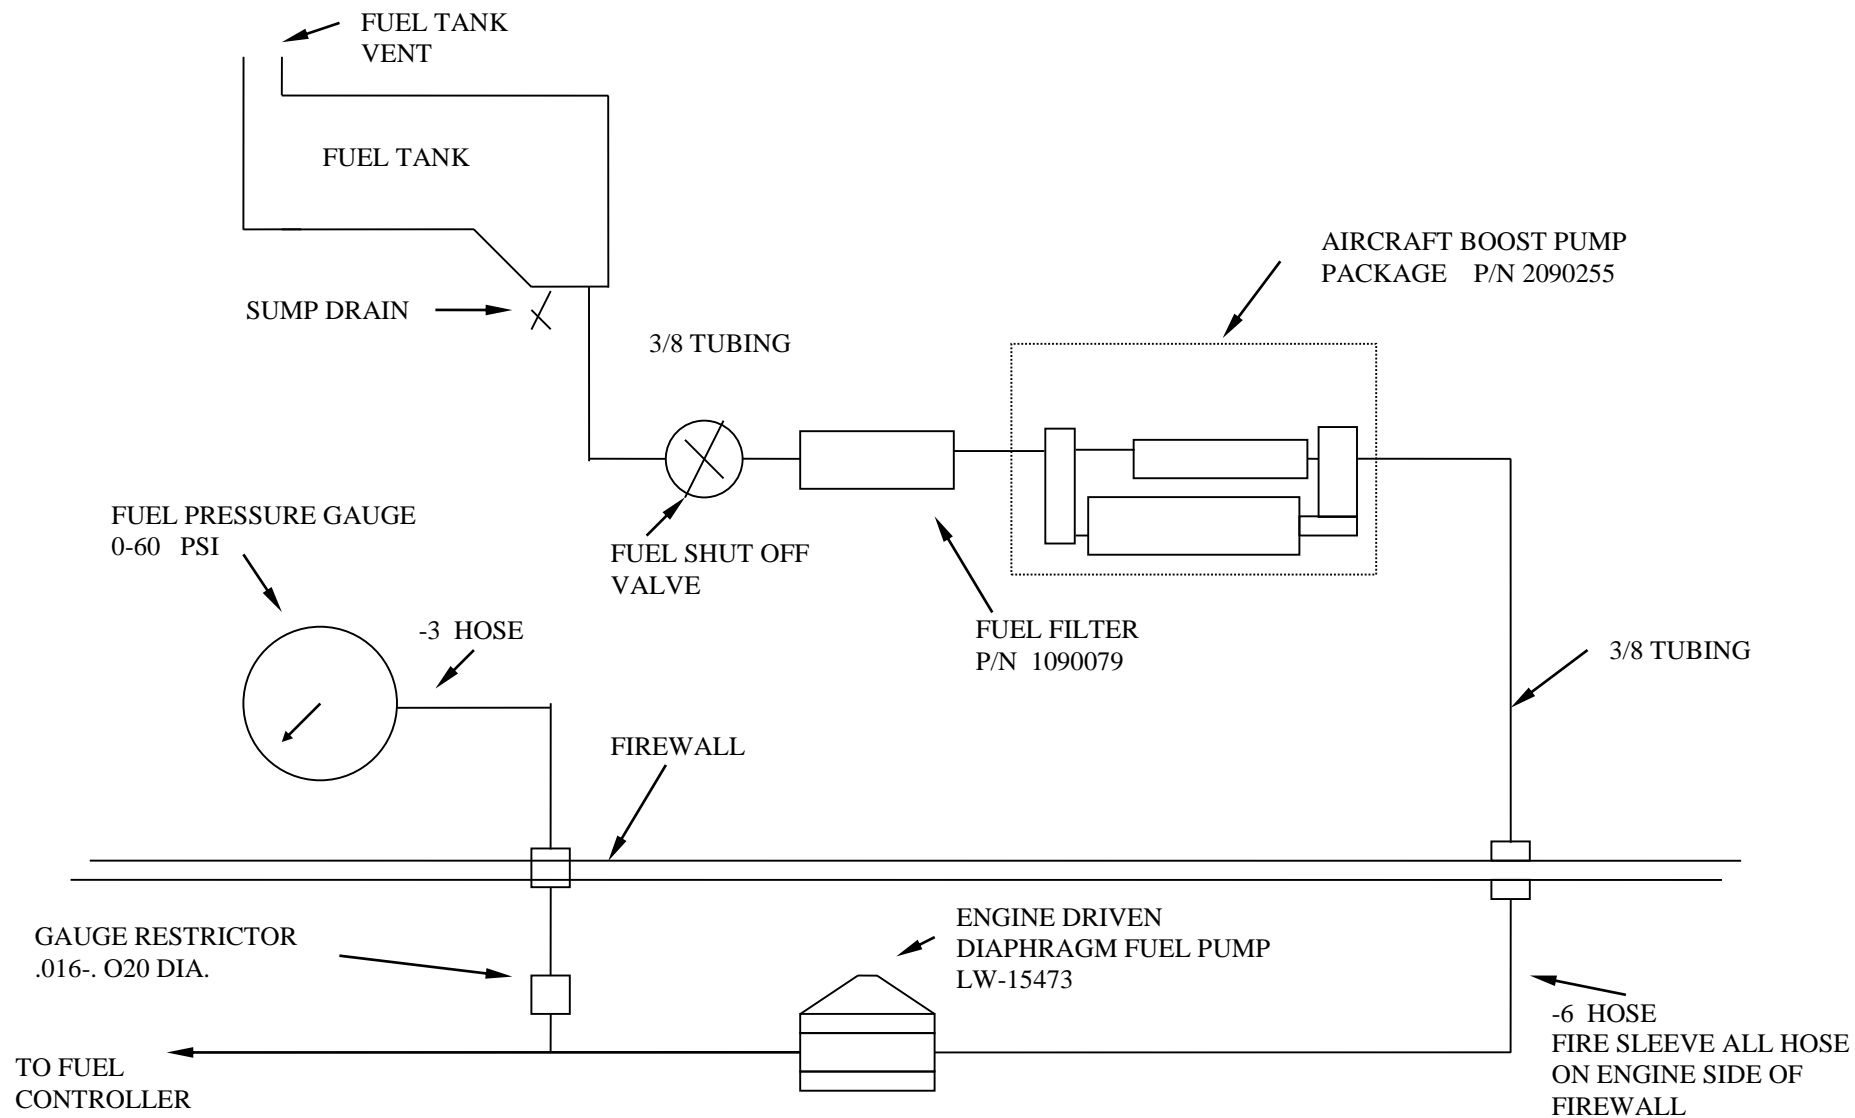 FUEL TANK
VENT
FUEL TANK
SUMP DRAIN
3/8 TUBING
AIRCRAFT BOOST PUMP
PACKAGE P/N 2090255
FUEL PRESSURE GAUGE
0-60 PSI
FUEL SHUT OFF
VALVE
FUEL FILTER
P/N 1090079
-3 HOSE
3/8 TUBING
FIREWALL
GAUGE RESTRICTOR
.016-. O20 DIA.
ENGINE DRIVEN
DIAPHRAGM FUEL PUMP
LW-15473
-6 HOSE
FIRE SLEEVE ALL HOSE
ON ENGINE SIDE OF
FIREWALL
TO FUEL
CONTROLLER